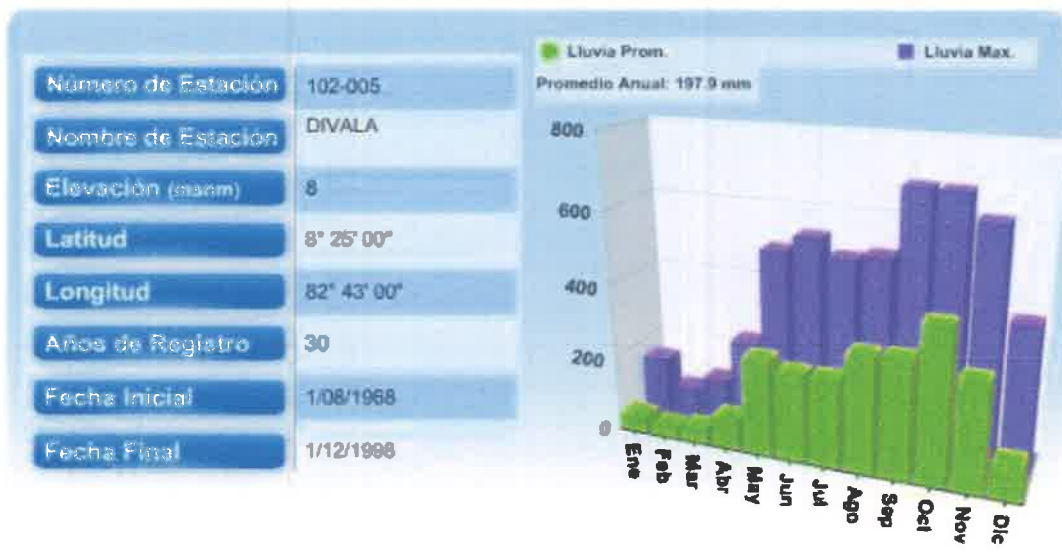 Número de Estación 102-005
Nombre de Estación DIVALA
Elevación (msnm) 8
Latitud 8° 25' 00"
Longitud 82° 43' 00"
Años de Registro 30
Fecha Inicial 1/08/1968
Fecha Final 1/12/1998
Lluvia Prom. Lluvia Max.
Promedio Anual: 197.9 mm
800
600
400
200
0
Ene Feb Mar Abr May Jun Jul Ago Sep Oct Nov Dic